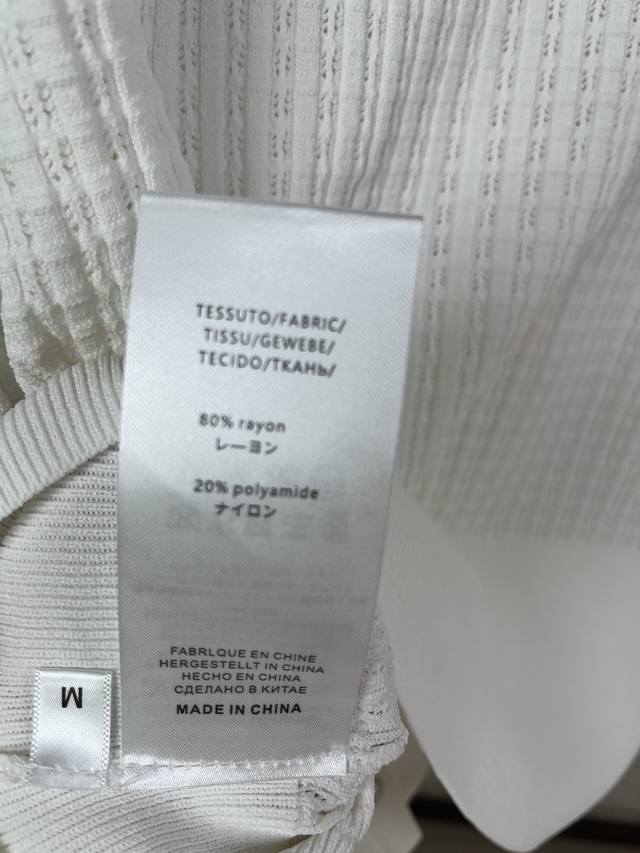 TESSUTO/FABRIC/
TISSU/GEWEBE/
TECIDO/ТКАНЬ/
80% rayon
レーヨン
20% polyamide
ナイロン
FABRLQUE EN CHINE
HERGESTELLT IN CHINA
HECHO EN CHINA
СДЕЛАНО В КИТАЕ
MADE IN CHINA
M